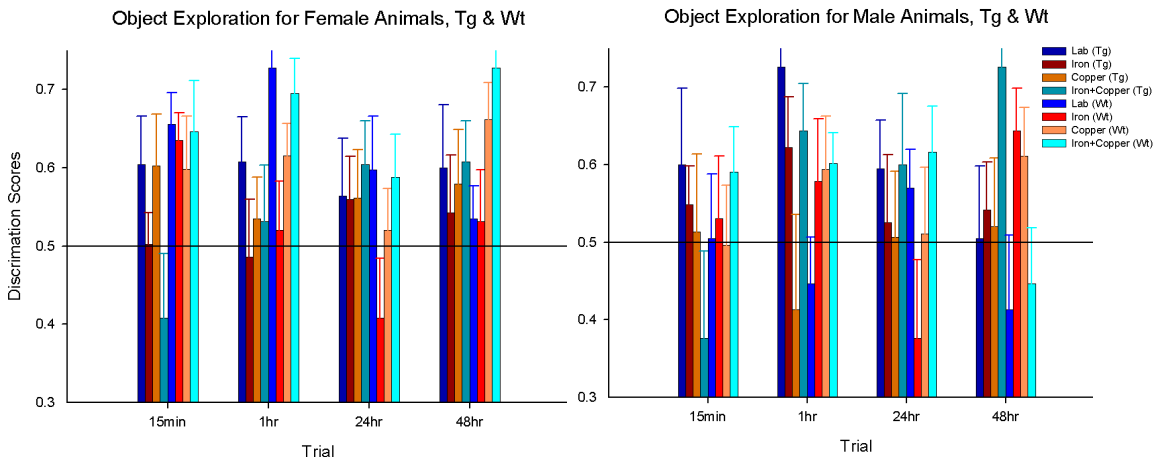 Object Exploration for Female Animals, Tg & Wt
Discrimination Scores
0.7
0.6
0.5
0.4
0.3
15min
1hr
24hr
48hr
Trial
Object Exploration for Male Animals, Tg & Wt
0.7
0.6
0.5
0.4
0.3
15min
1hr
24hr
48hr
Trial
Lab (Tg)
Iron (Tg)
Copper (Tg)
Iron+Copper (Tg)
Lab (Wt)
Iron (Wt)
Copper (Wt)
Iron+Copper (Wt)